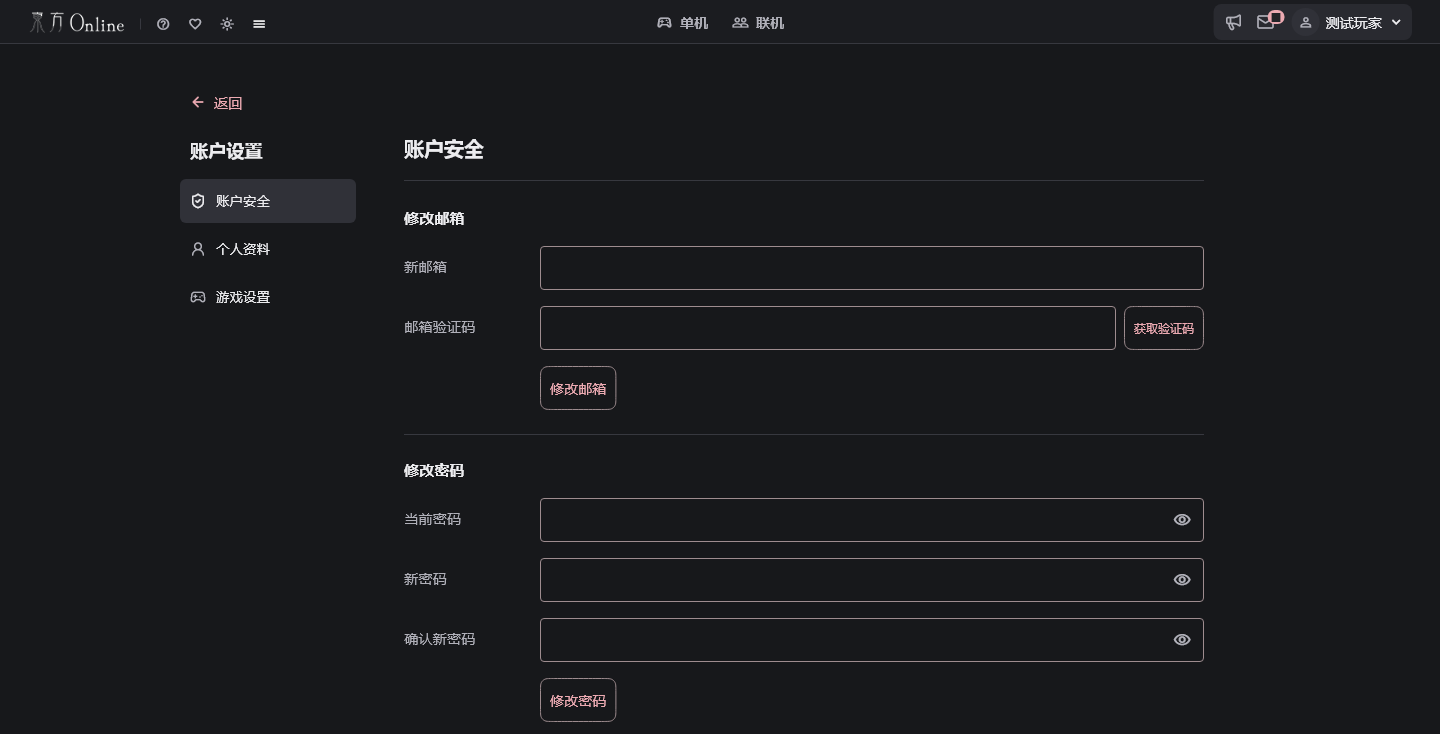 東方Online
单机
联机
测试玩家
返回
账户设置
账户安全
个人资料
游戏设置
账户安全
修改邮箱
新邮箱
邮箱验证码
获取验证码
修改邮箱
修改密码
当前密码
新密码
确认新密码
修改密码